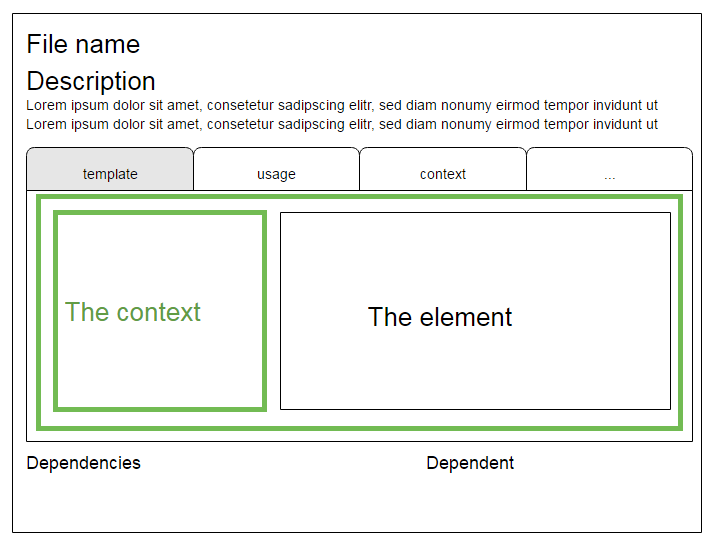 File name
Description
Lorem ipsum dolor sit amet, consetetur sadipscing elitr, sed diam nonumy eirmod tempor invidunt ut
Lorem ipsum dolor sit amet, consetetur sadipscing elitr, sed diam nonumy eirmod tempor invidunt ut
template usage context ...
The context
The element
Dependencies Dependent